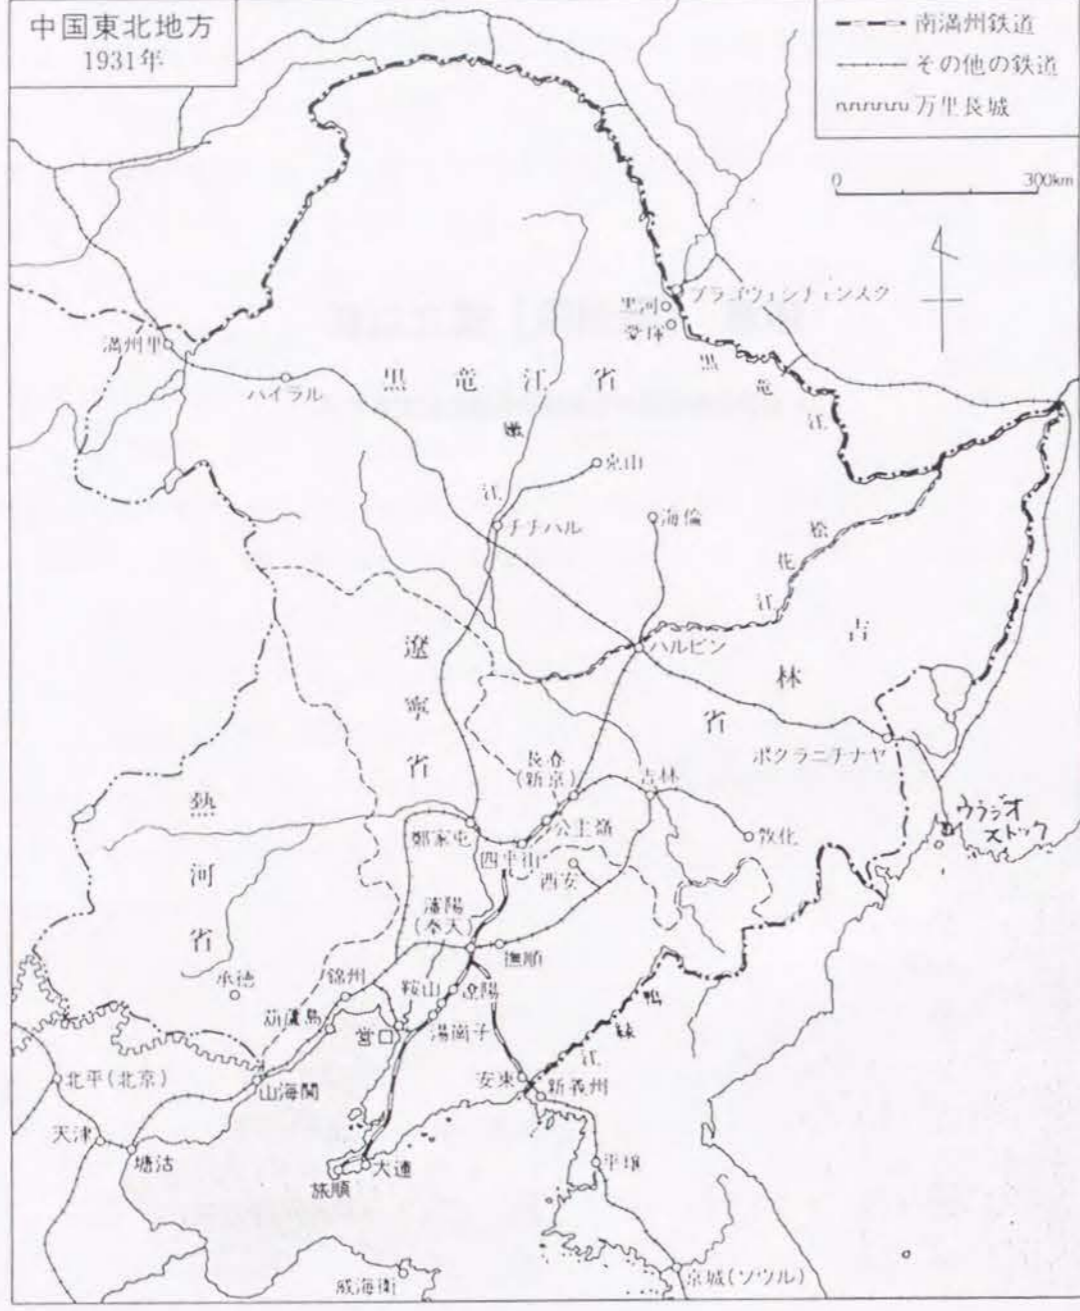 中国東北地方
1931年
南満州鉄道
その他の鉄道
万里長城
0 300km
ブラゴヴェシチェンスク
黒河
愛琿
満州里
ハイラル
黒竜江省
黒竜江
嫩江
克山
チチハル
海倫
松花江
ハルビン
吉林省
遼寧省
ポクラニチナヤ
長春
(新京)
吉林
ウラジオ
ストック
熱河省
鄭家屯
公主嶺
敦化
四平山
西安
瀋陽
(奉天)
撫順
承徳
錦州
鞍山
遼陽
葫蘆島
営口
湯崗子
鴨緑江
北平(北京)
山海関
安東
新義州
天津
塘沽
大連
旅順
平壌
威海衛
京城(ソウル)